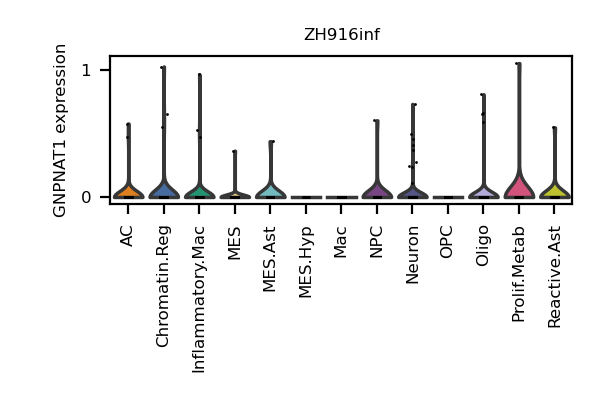 ZH916inf
GNPNAT1 expression
1
0
AC
Chromatin.Reg
Inflammatory.Mac
MES
MES.Ast
MES.Hyp
Mac
NPC
Neuron
OPC
Oligo
Prolif.Metab
Reactive.Ast